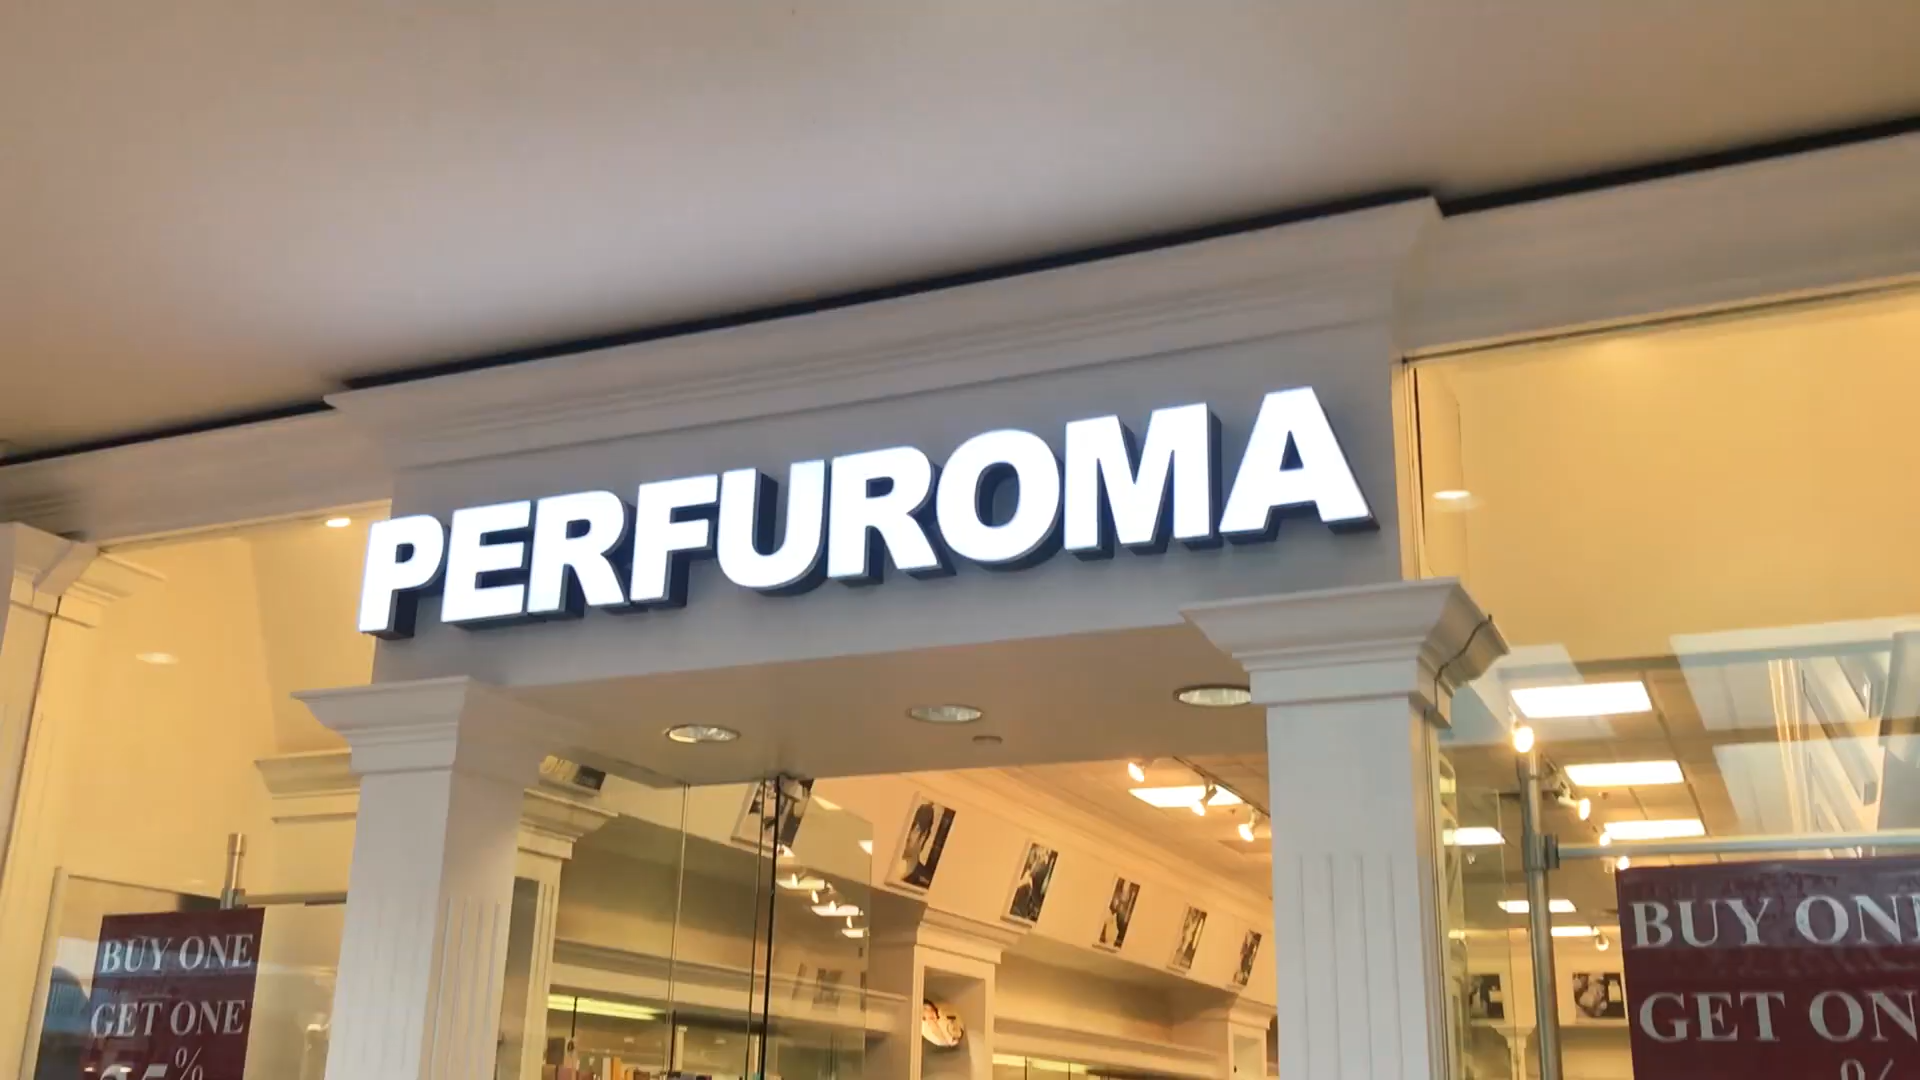 PERFUROMA
BUY ONE
GET ONE
%
BUY ON
GET ON
%